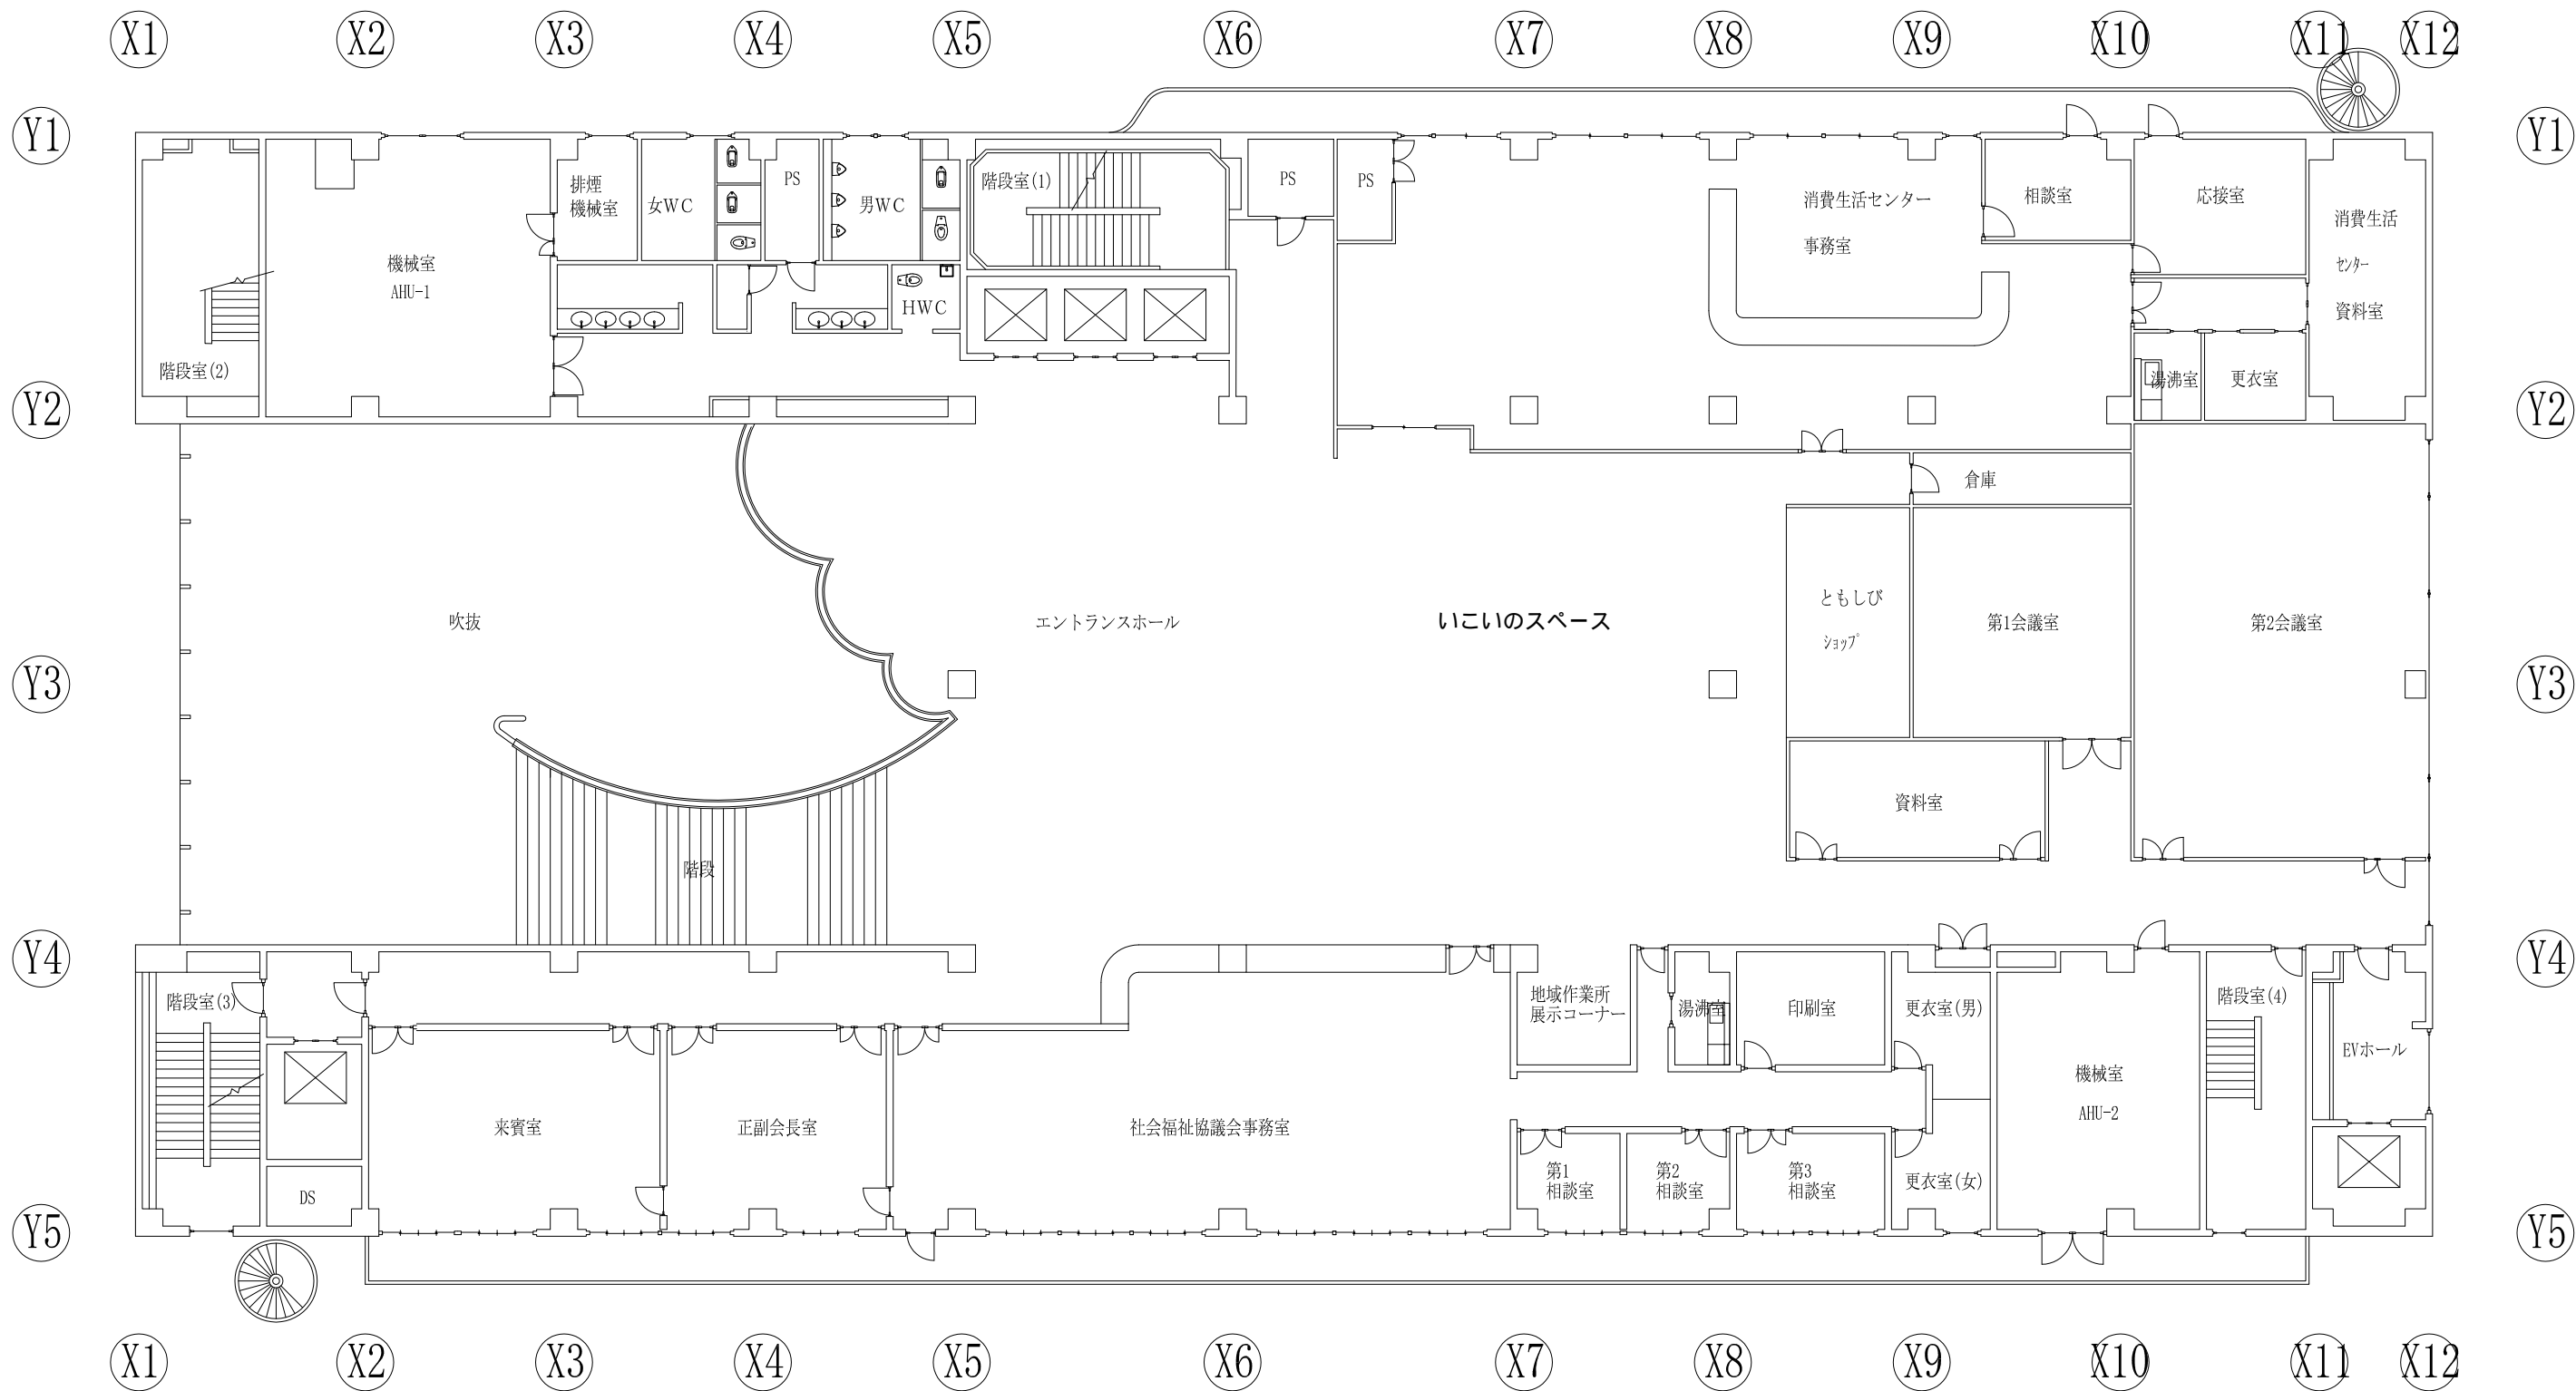 X1 X2 X3 X4 X5 X6 X7 X8 X9 X10 X11 X12
Y1 Y1
排煙
機械室
女WC
PS
男WC
階段室(1)
PS
PS
消費生活センター
事務室
相談室
応接室
消費生活
センター
資料室
機械室
AHU-1
HWC
階段室(2)
湯沸室
更衣室
Y2 Y2
倉庫
吹抜
エントランスホール
いこいのスペース
ともしび
ショップ
第1会議室
第2会議室
Y3 Y3
資料室
階段
Y4 Y4
階段室(3)
地域作業所
展示コーナー
湯沸室
印刷室
更衣室(男)
階段室(4)
EVホール
機械室
AHU-2
来賓室
正副会長室
社会福祉協議会事務室
第1
相談室
第2
相談室
第3
相談室
更衣室(女)
DS
Y5 Y5
X1 X2 X3 X4 X5 X6 X7 X8 X9 X10 X11 X12